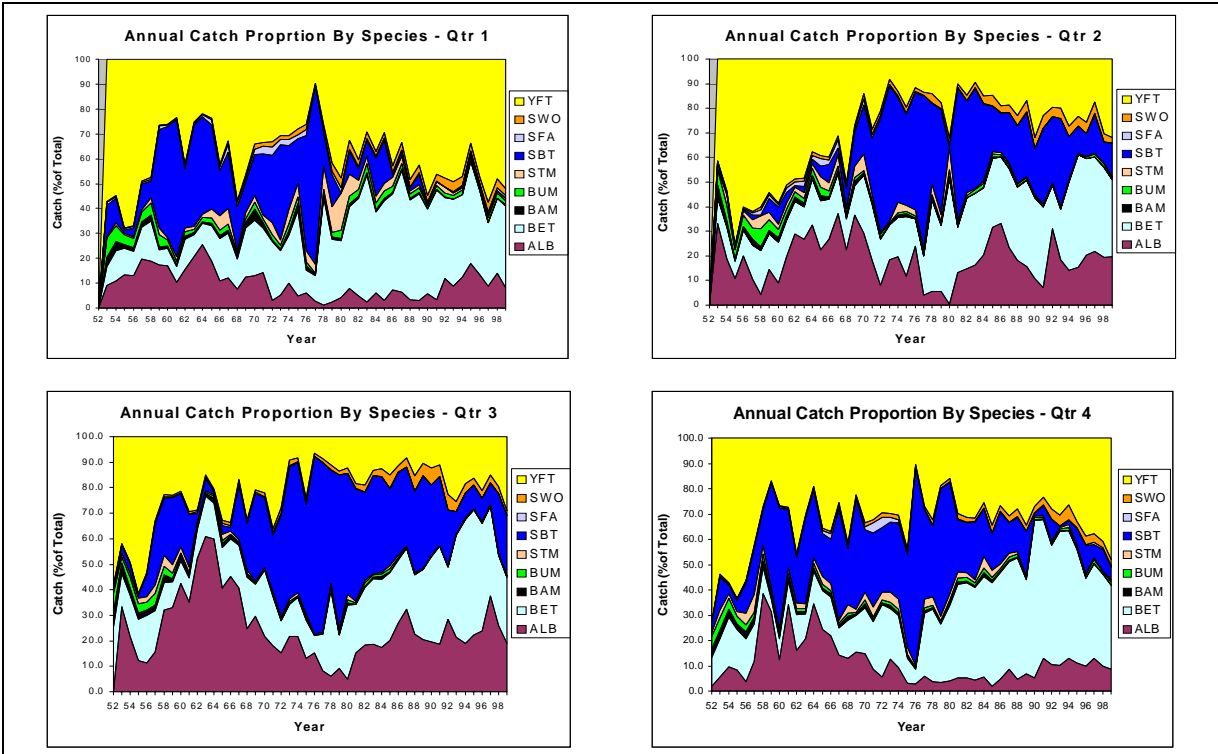 Annual Catch Proprtion By Species - Qtr 1
Catch (%of Total)
100
90
80
70
60
50
40
30
20
10
0
52 54 56 58 60 62 64 66 68 70 72 74 76 78 80 82 84 86 88 90 92 94 96 98
Year
YFT
SWO
SFA
SBT
STM
BUM
BAM
BET
ALB
Annual Catch Proportion By Species - Qtr 2
Catch (%of Total)
100
90
80
70
60
50
40
30
20
10
0
52 54 56 58 60 62 64 66 68 70 72 74 76 78 80 82 84 86 88 90 92 94 96 98
Year
YFT
SWO
SFA
SBT
STM
BUM
BAM
BET
ALB
Annual Catch Proportion By Species - Qtr 3
Catch (%of Total)
100.0
90.0
80.0
70.0
60.0
50.0
40.0
30.0
20.0
10.0
0.0
52 54 56 58 60 62 64 66 68 70 72 74 76 78 80 82 84 86 88 90 92 94 96 98
Year
YFT
SWO
SFA
SBT
STM
BUM
BAM
BET
ALB
Annual Catch Proportion By Species - Qtr 4
Catch (%of Total)
100.0
90.0
80.0
70.0
60.0
50.0
40.0
30.0
20.0
10.0
0.0
52 54 56 58 60 62 64 66 68 70 72 74 76 78 80 82 84 86 88 90 92 94 96 98
Year
YFT
SWO
SFA
SBT
STM
BUM
BAM
BET
ALB